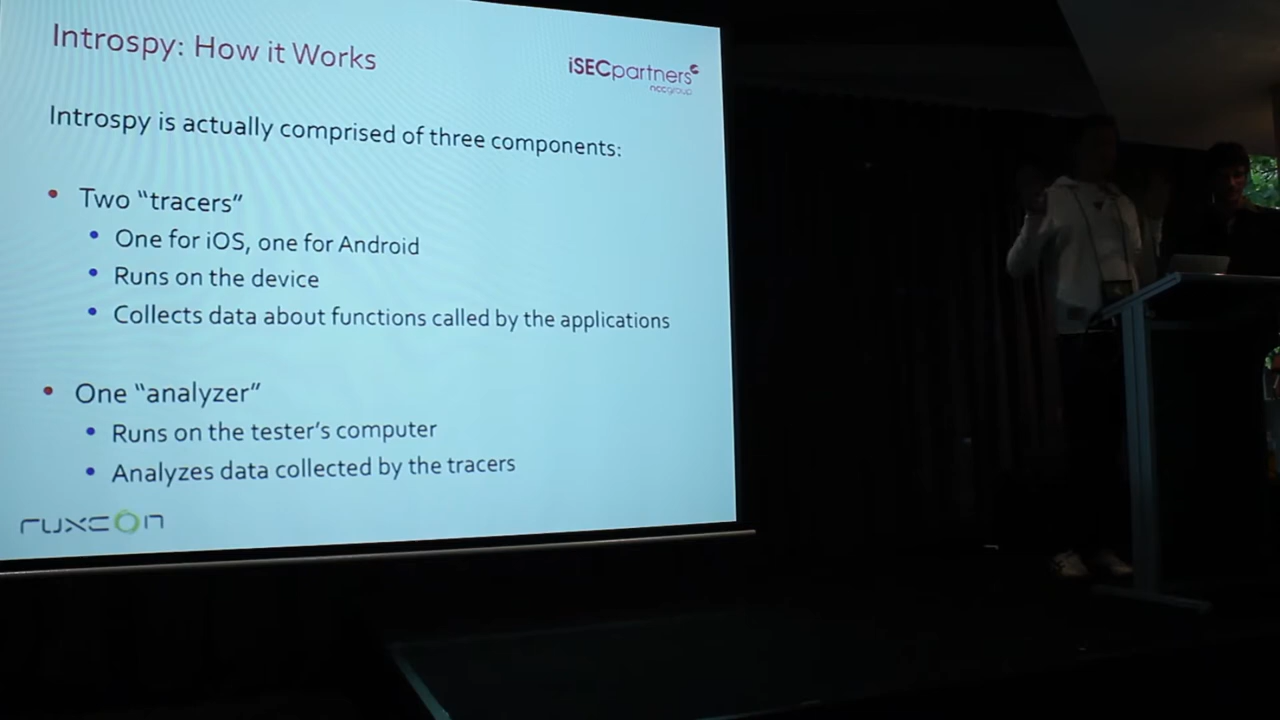 Introspy: How it Works
iSECpartners
nccgroup
Introspy is actually comprised of three components:
• Two “tracers”
• One for iOS, one for Android
• Runs on the device
• Collects data about functions called by the applications
• One “analyzer”
• Runs on the tester’s computer
• Analyzes data collected by the tracers
ruxcon